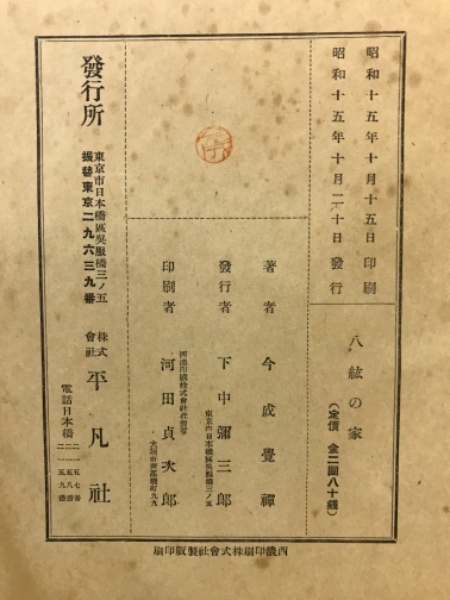 昭和十五年十月十五日印刷
昭和十五年十月二十日發行
八紘の家
(定價 金二圓八十錢)
著者 今成覺禪
發行者 下中彌三郎
東京市日本橋區吳服橋三ノ五
印刷者 河田貞次郎
發行所
東京市日本橋區吳服橋三ノ五
振替東京二九六三九番
株式會社 平凡社
電話日本橋
西濃印刷株式會社製版印刷